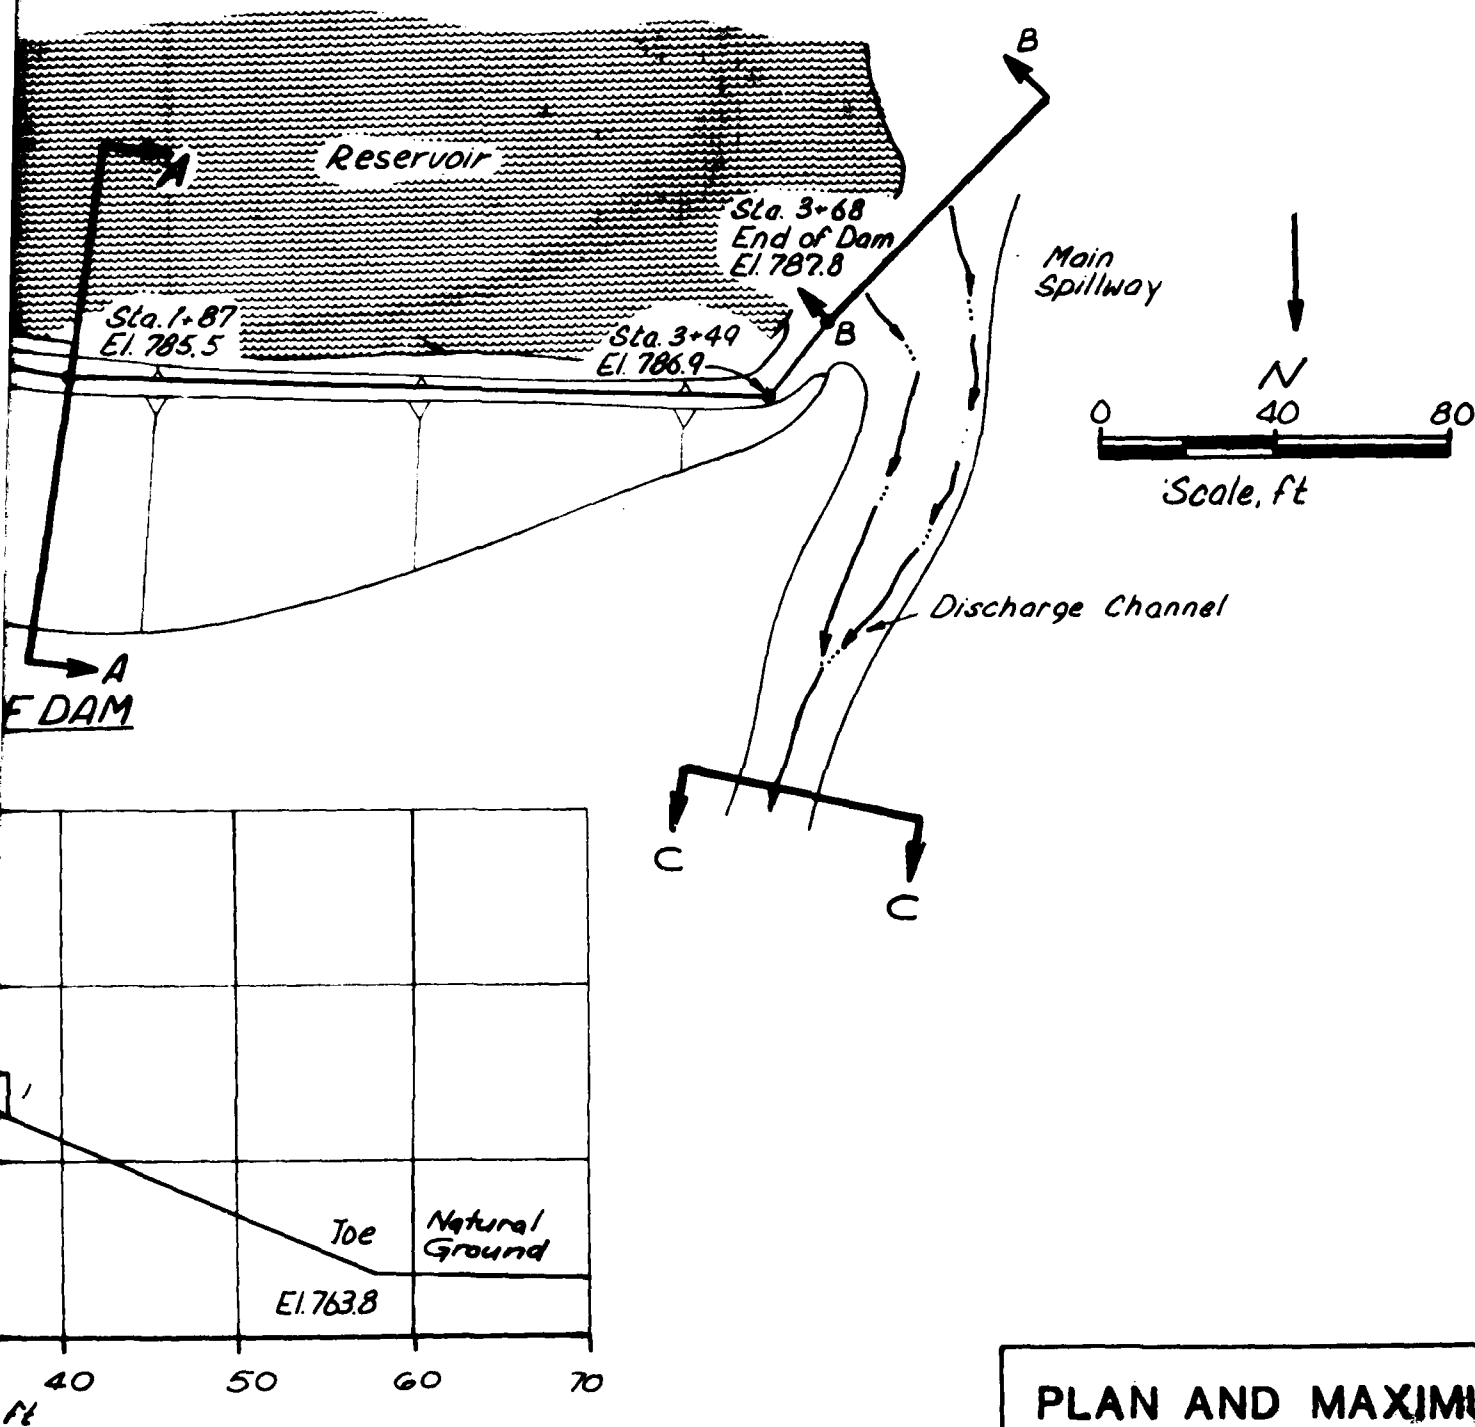 B
A
Reservoir
Sta. 3+68
End of Dam
El. 787.8
Main
Spillway
B
Sta. 1+87
El. 785.5
Sta. 3+49
El. 786.9
N
0 40 80
Scale, ft
Discharge Channel
A
F DAM
C
C
Toe
Natural
Ground
El. 763.8
40 50 60 70
ft
PLAN AND MAXIMU